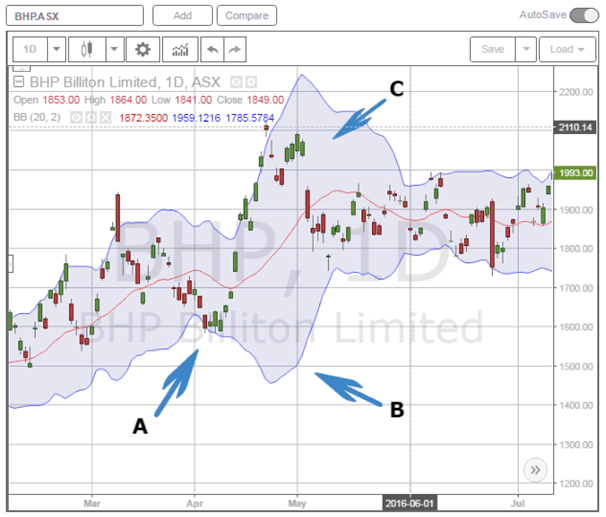 BHP.ASX Add Compare AutoSave
1D Save Load
BHP Billiton Limited, 1D, ASX
Open 1853.00 High 1864.00 Low 1841.00 Close 1849.00
BB (20, 2) 1872.3500 1959.1216 1785.5784
C
2200.00
2110.14
1993.00
1900.00
BHP, 1D
1800.00
1700.00
BHP Billiton Limited
1600.00
1500.00
A
B
1400.00
1300.00
1200.00
Mar Apr May 2016-06-01 Jul